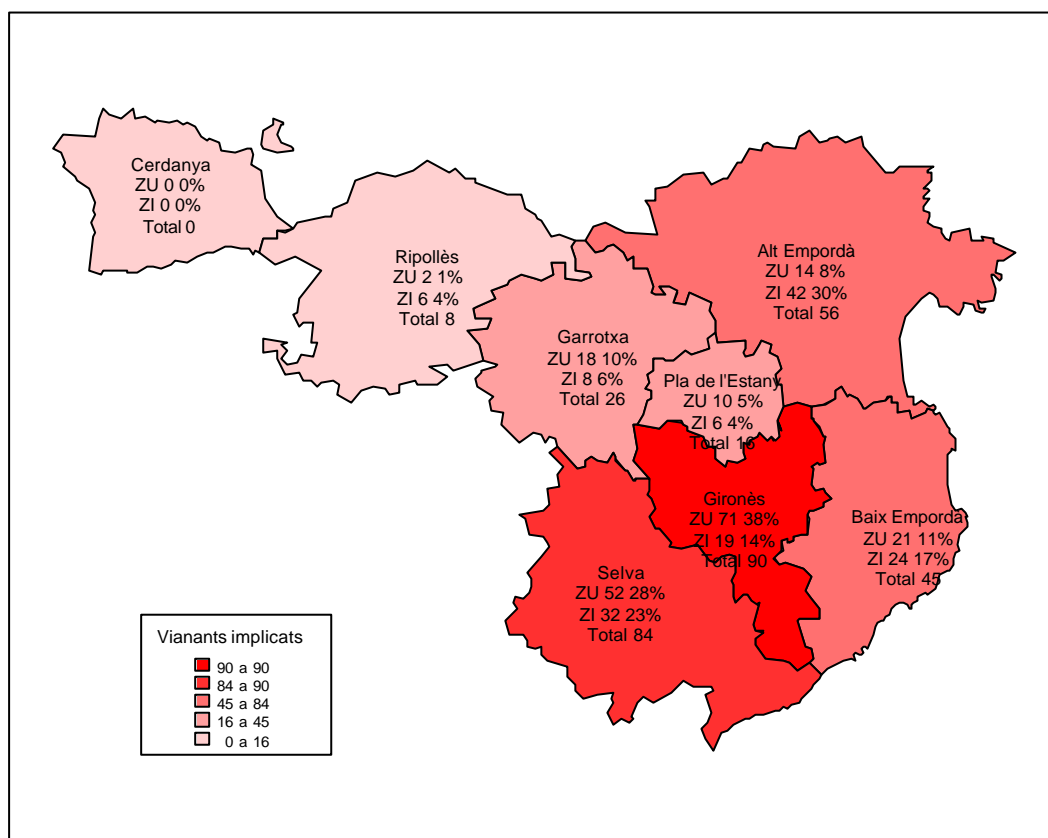 Cerdanya
ZU 0 0%
ZI 0 0%
Total 0
Ripollès
ZU 2 1%
ZI 6 4%
Total 8
Alt Empordà
ZU 14 8%
ZI 42 30%
Total 56
Garrotxa
ZU 18 10%
ZI 8 6%
Total 26
Pla de l'Estany
ZU 10 5%
ZI 6 4%
Total 16
Gironès
ZU 71 38%
ZI 19 14%
Total 90
Baix Empordà
ZU 21 11%
ZI 24 17%
Total 45
Selva
ZU 52 28%
ZI 32 23%
Total 84
Vianants implicats
90 a 90
84 a 90
45 a 84
16 a 45
0 a 16